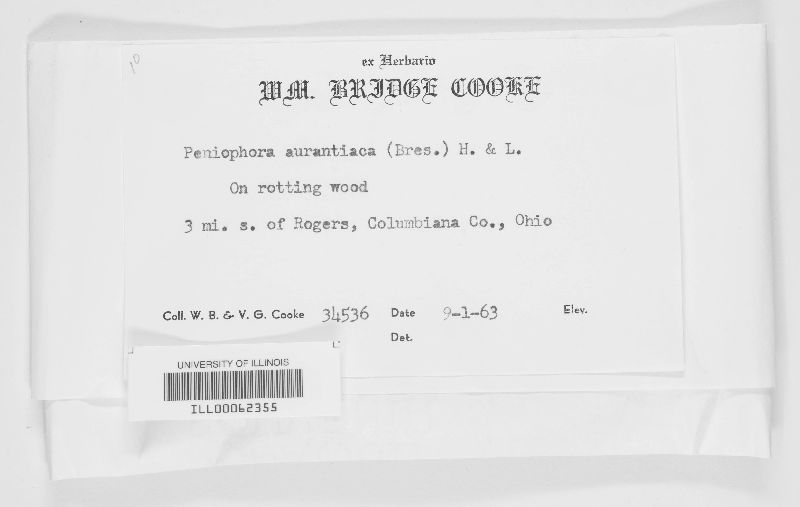 10
ex Herbario
WM. BRIDGE COOKE
Peniophora aurantiaca (Bres.) H. & L.
On rotting wood
3 mi. s. of Rogers, Columbiana Co., Ohio
Coll. W. B. & V. G. Cooke 34536 Date 9-1-63 Elev.
Det.
UNIVERSITY OF ILLINOIS
ILL00062355